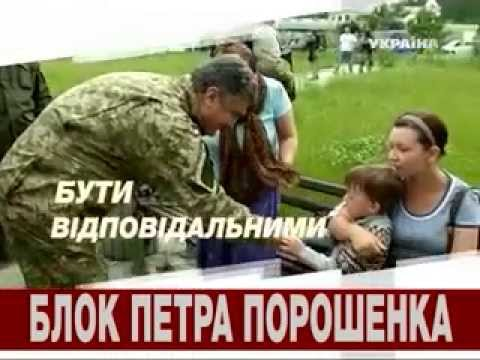 УКРАЇНА
БУТИ
ВІДПОВІДАЛЬНИМИ
БЛОК ПЕТРА ПОРОШЕНКА